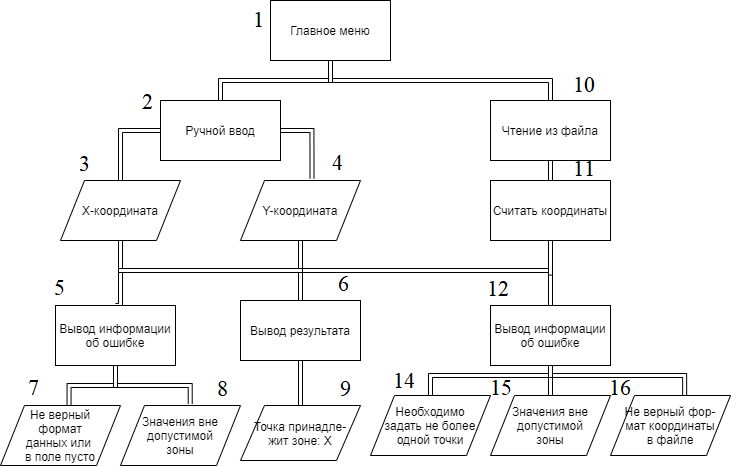 1
Главное меню
10
2
Ручной ввод
Чтение из файла
3
4
11
X-координата
Y-координата
Считать координаты
5
6
12
Вывод информации
об ошибке
Вывод результата
Вывод информации
об ошибке
7
8
9
14
15
16
Не верный
формат
данных или
в поле пусто
Значения вне
допустимой
зоны
Точка принадле-
жит зоне: X
Необходимо
задать не более
одной точки
Значения вне
допустимой
зоны
Не верный фор-
мат координаты
в файле